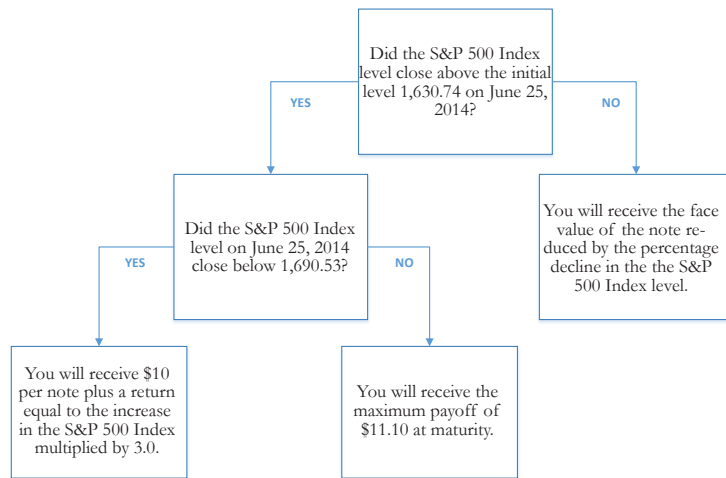 Did the S&P 500 Index
level close above the initial
level 1,630.74 on June 25,
2014?
YES
NO
Did the S&P 500 Index
level on June 25, 2014
close below 1,690.53?
You will receive the face
value of the note re-
duced by the percentage
decline in the the S&P
500 Index level.
YES
NO
You will receive $10
per note plus a return
equal to the increase
in the S&P 500 Index
multiplied by 3.0.
You will receive the
maximum payoff of
$11.10 at maturity.